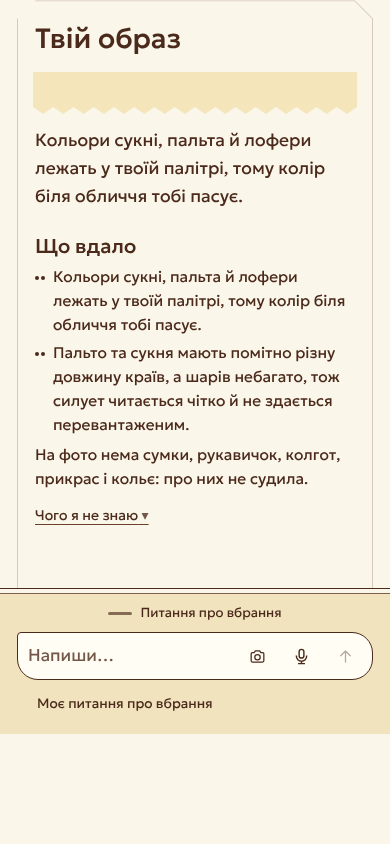 Твій образ
Кольори сукні, пальта й лофери
лежать у твоїй палітрі, тому колір
біля обличчя тобі пасує.
Що вдало
•• Кольори сукні, пальта й лофери
лежать у твоїй палітрі, тому колір біля
обличчя тобі пасує.
•• Пальто та сукня мають помітно різну
довжину країв, а шарів небагато, тож
силует читається чітко й не здається
перевантаженим.
На фото нема сумки, рукавичок, колгот,
прикрас і кольє: про них не судила.
Чого я не знаю ▾
Питання про вбрання
Напиши...
Моє питання про вбрання